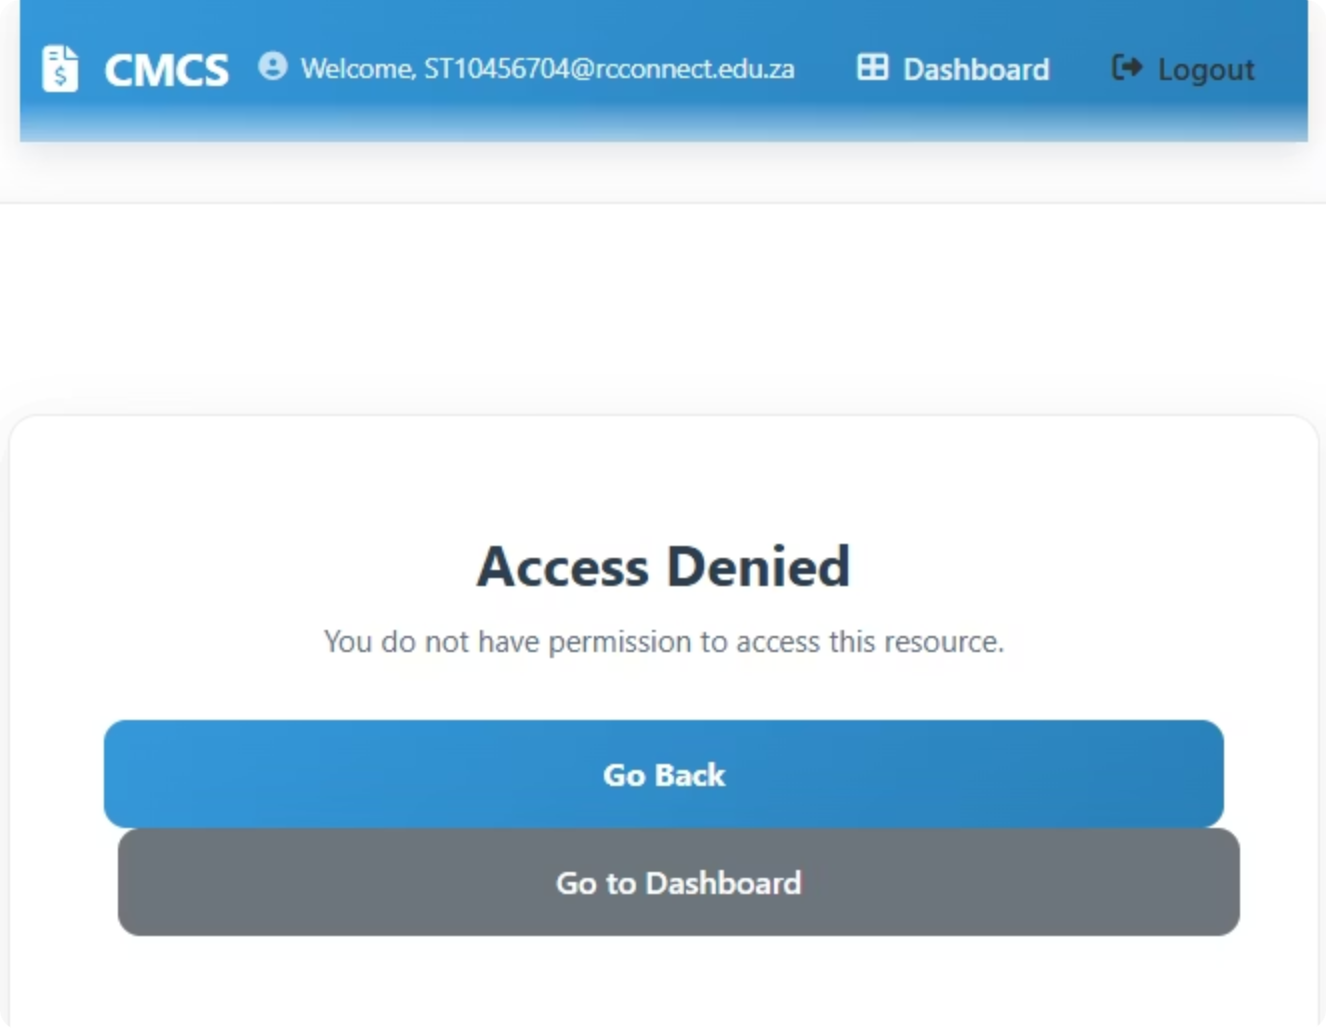 CMCS Welcome, ST10456704@rcconnect.edu.za Dashboard Logout
Access Denied
You do not have permission to access this resource.
Go Back
Go to Dashboard